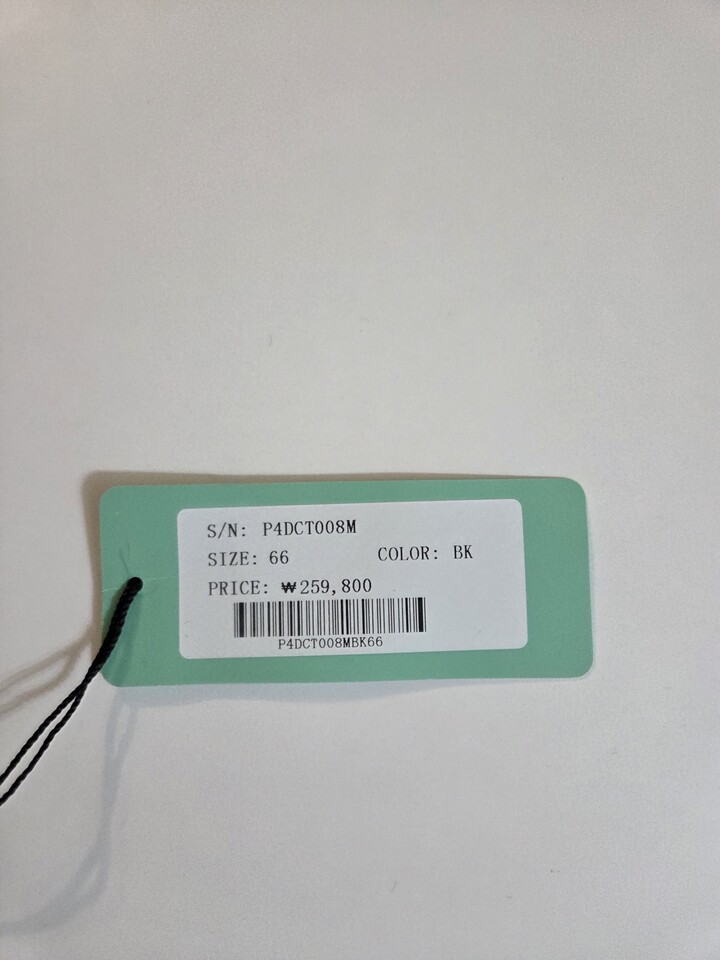 S/N: P4DCT008M
SIZE: 66 COLOR: BK
PRICE: ₩259,800
P4DCT008MBK66